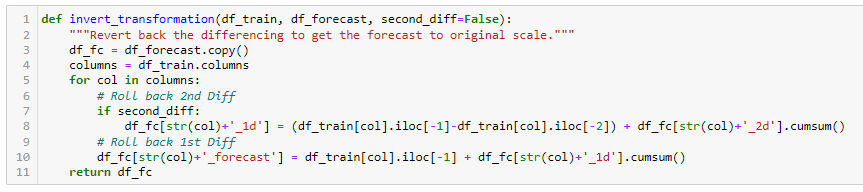 1 def invert_transformation(df_train, df_forecast, second_diff=False):
2     """Revert back the differencing to get the forecast to original scale."""
3     df_fc = df_forecast.copy()
4     columns = df_train.columns
5     for col in columns:
6         # Roll back 2nd Diff
7         if second_diff:
8             df_fc[str(col)+'_1d'] = (df_train[col].iloc[-1]-df_train[col].iloc[-2]) + df_fc[str(col)+'_2d'].cumsum()
9         # Roll back 1st Diff
10         df_fc[str(col)+'_forecast'] = df_train[col].iloc[-1] + df_fc[str(col)+'_1d'].cumsum()
11     return df_fc